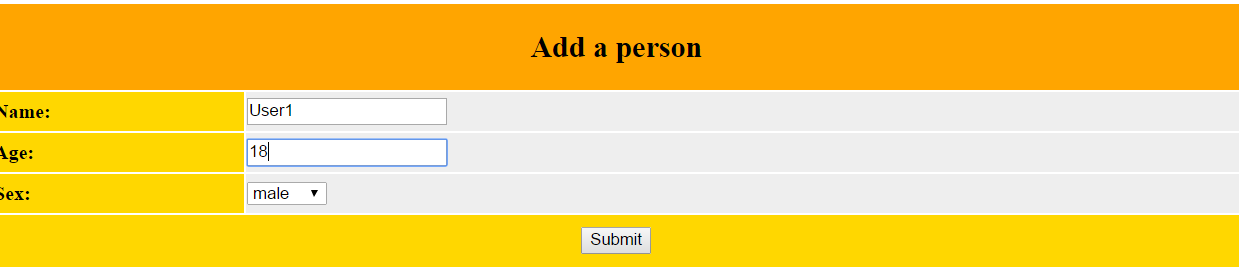 Add a person
Name: User1
Age: 18
Sex: male
Submit